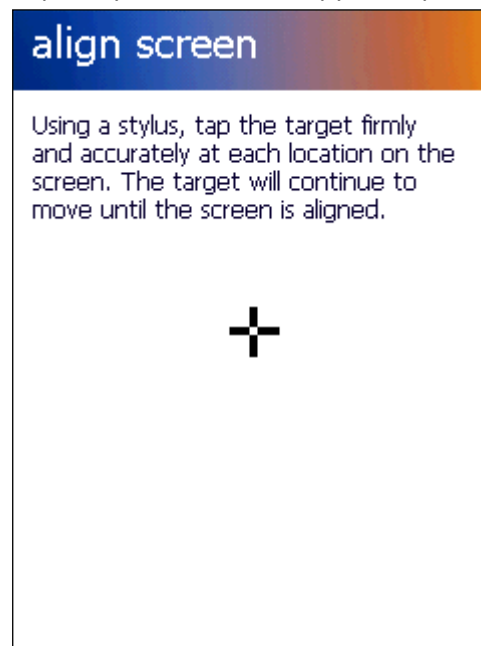 align screen
Using a stylus, tap the target firmly
and accurately at each location on the
screen. The target will continue to
move until the screen is aligned.